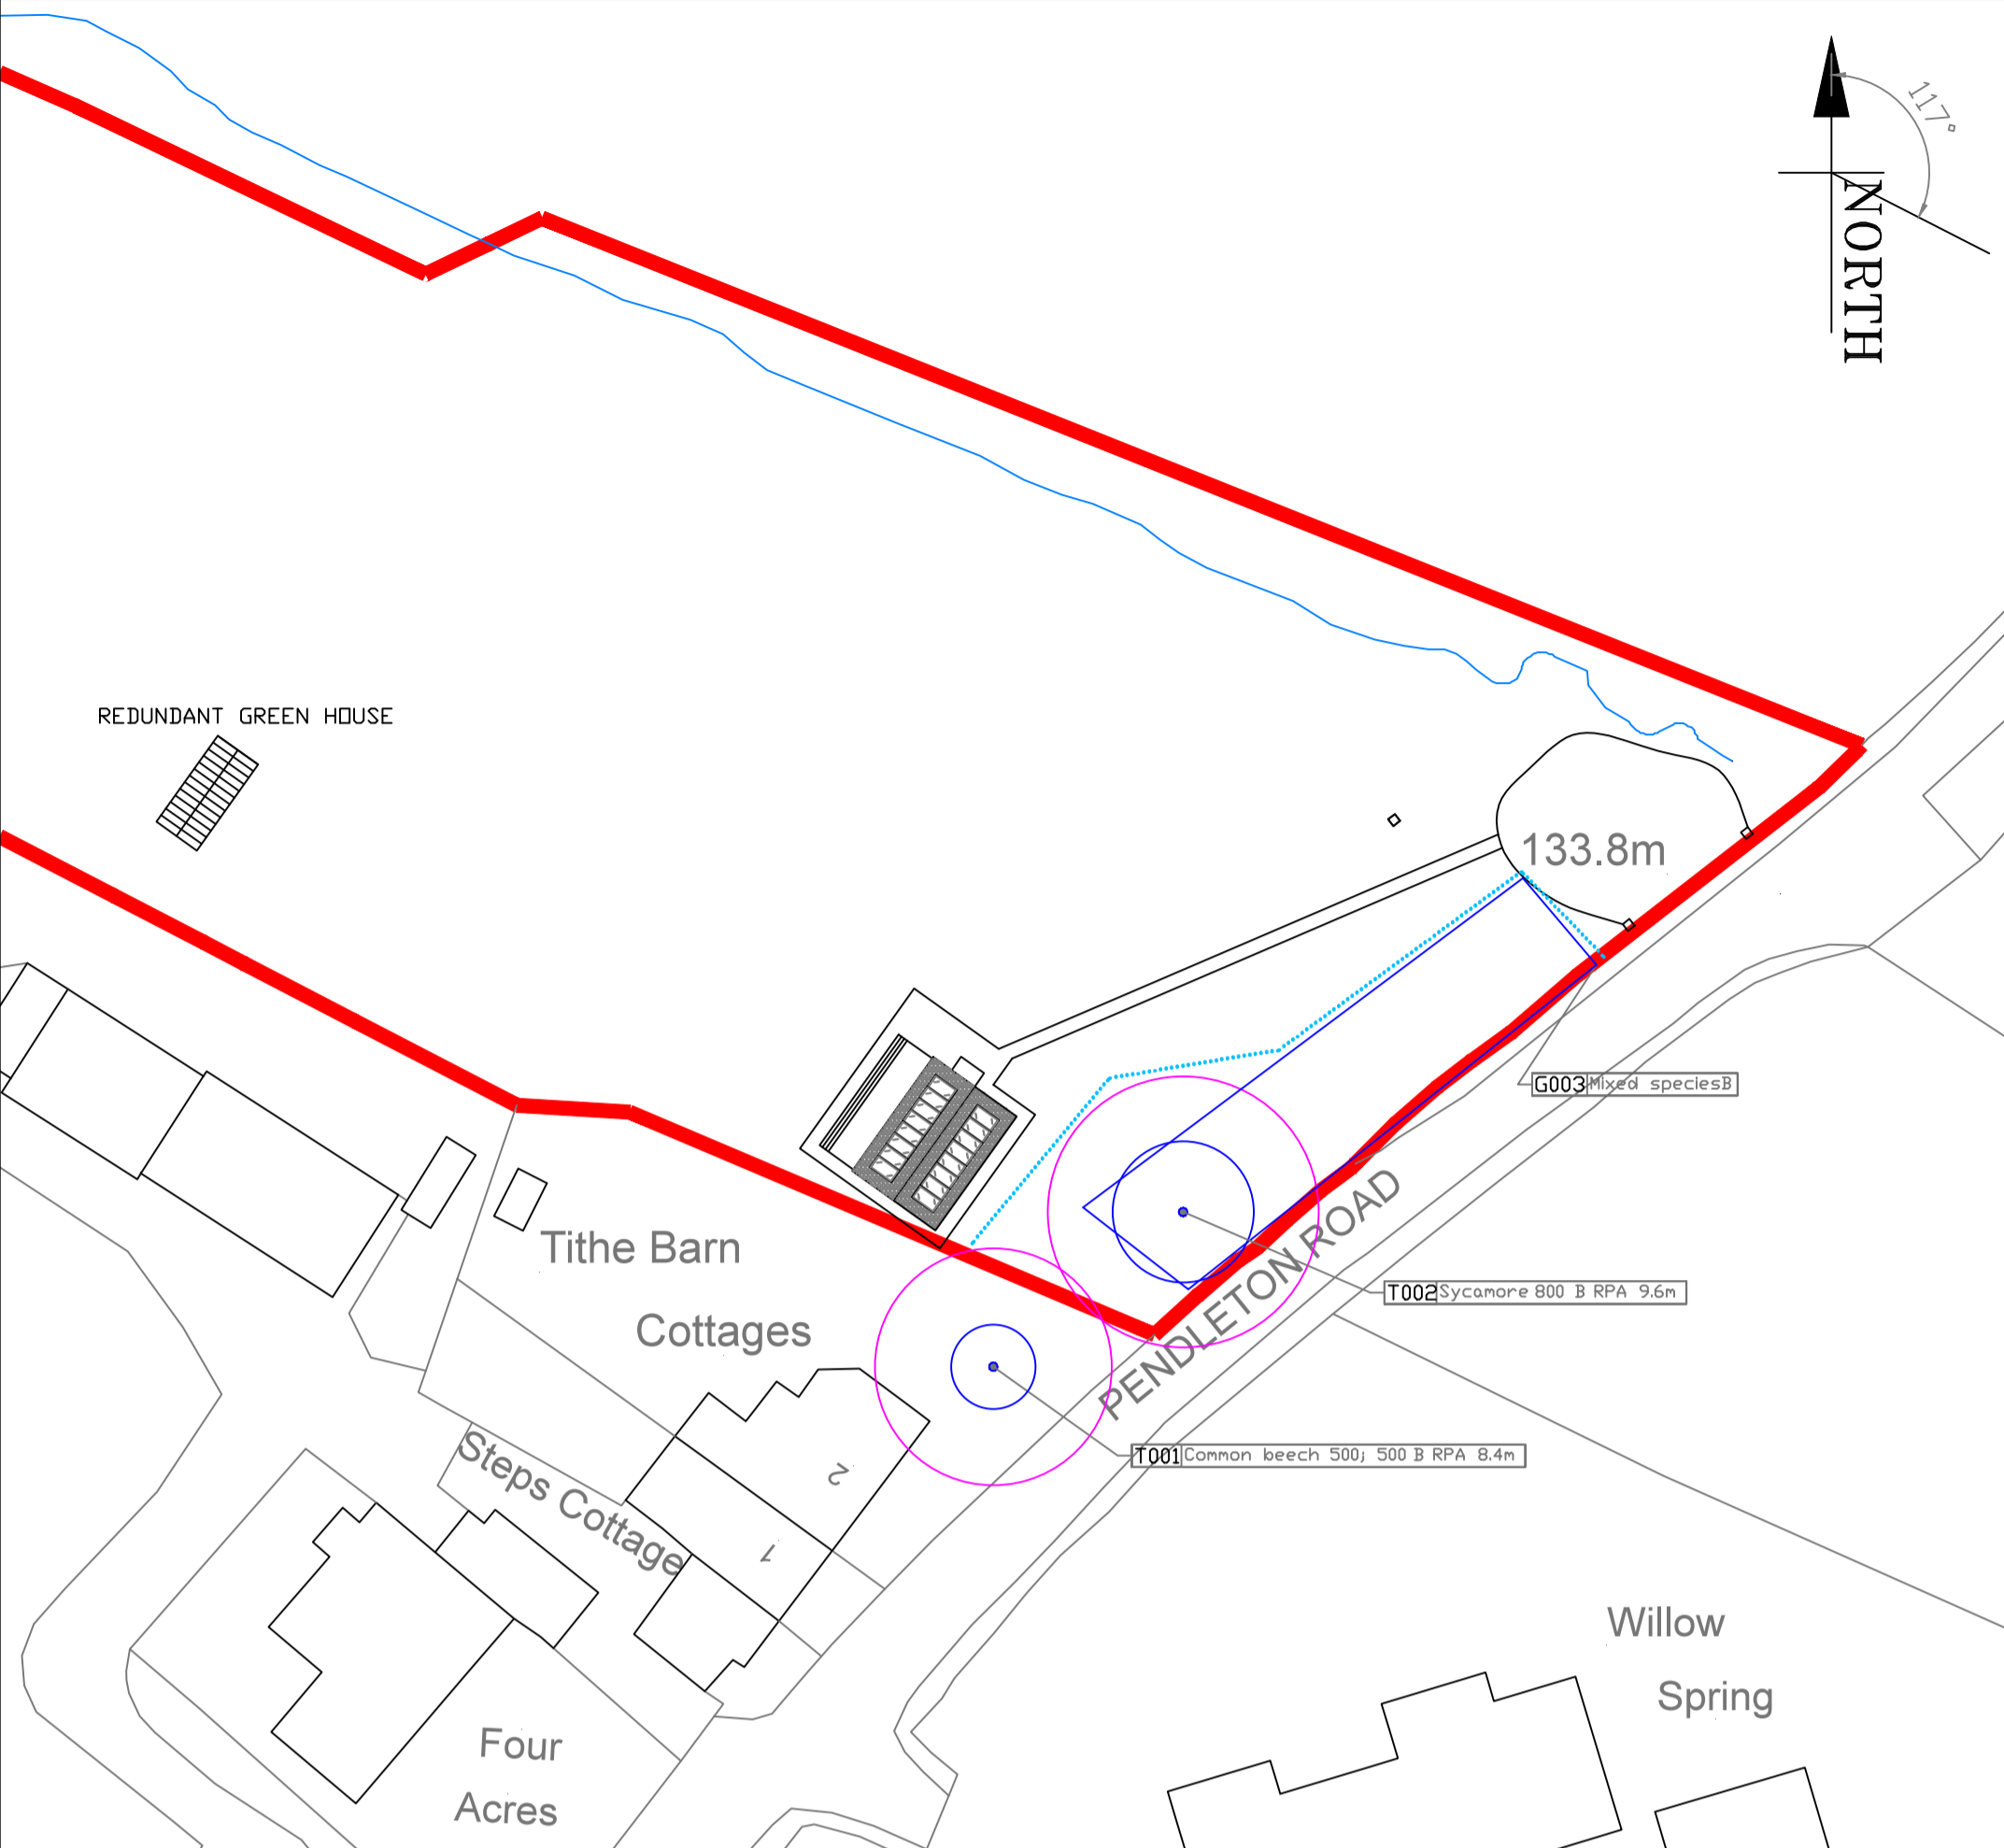 117°
NORTH
REDUNDANT GREEN HOUSE
133.8m
G003 Mixed species B
Tithe Barn
Cottages
PENDLETON ROAD
T002 Sycamore 800 B RPA 9.6m
T001 Common beech 500; 500 B RPA 8.4m
2
1
Steps Cottage
Four
Acres
Willow
Spring